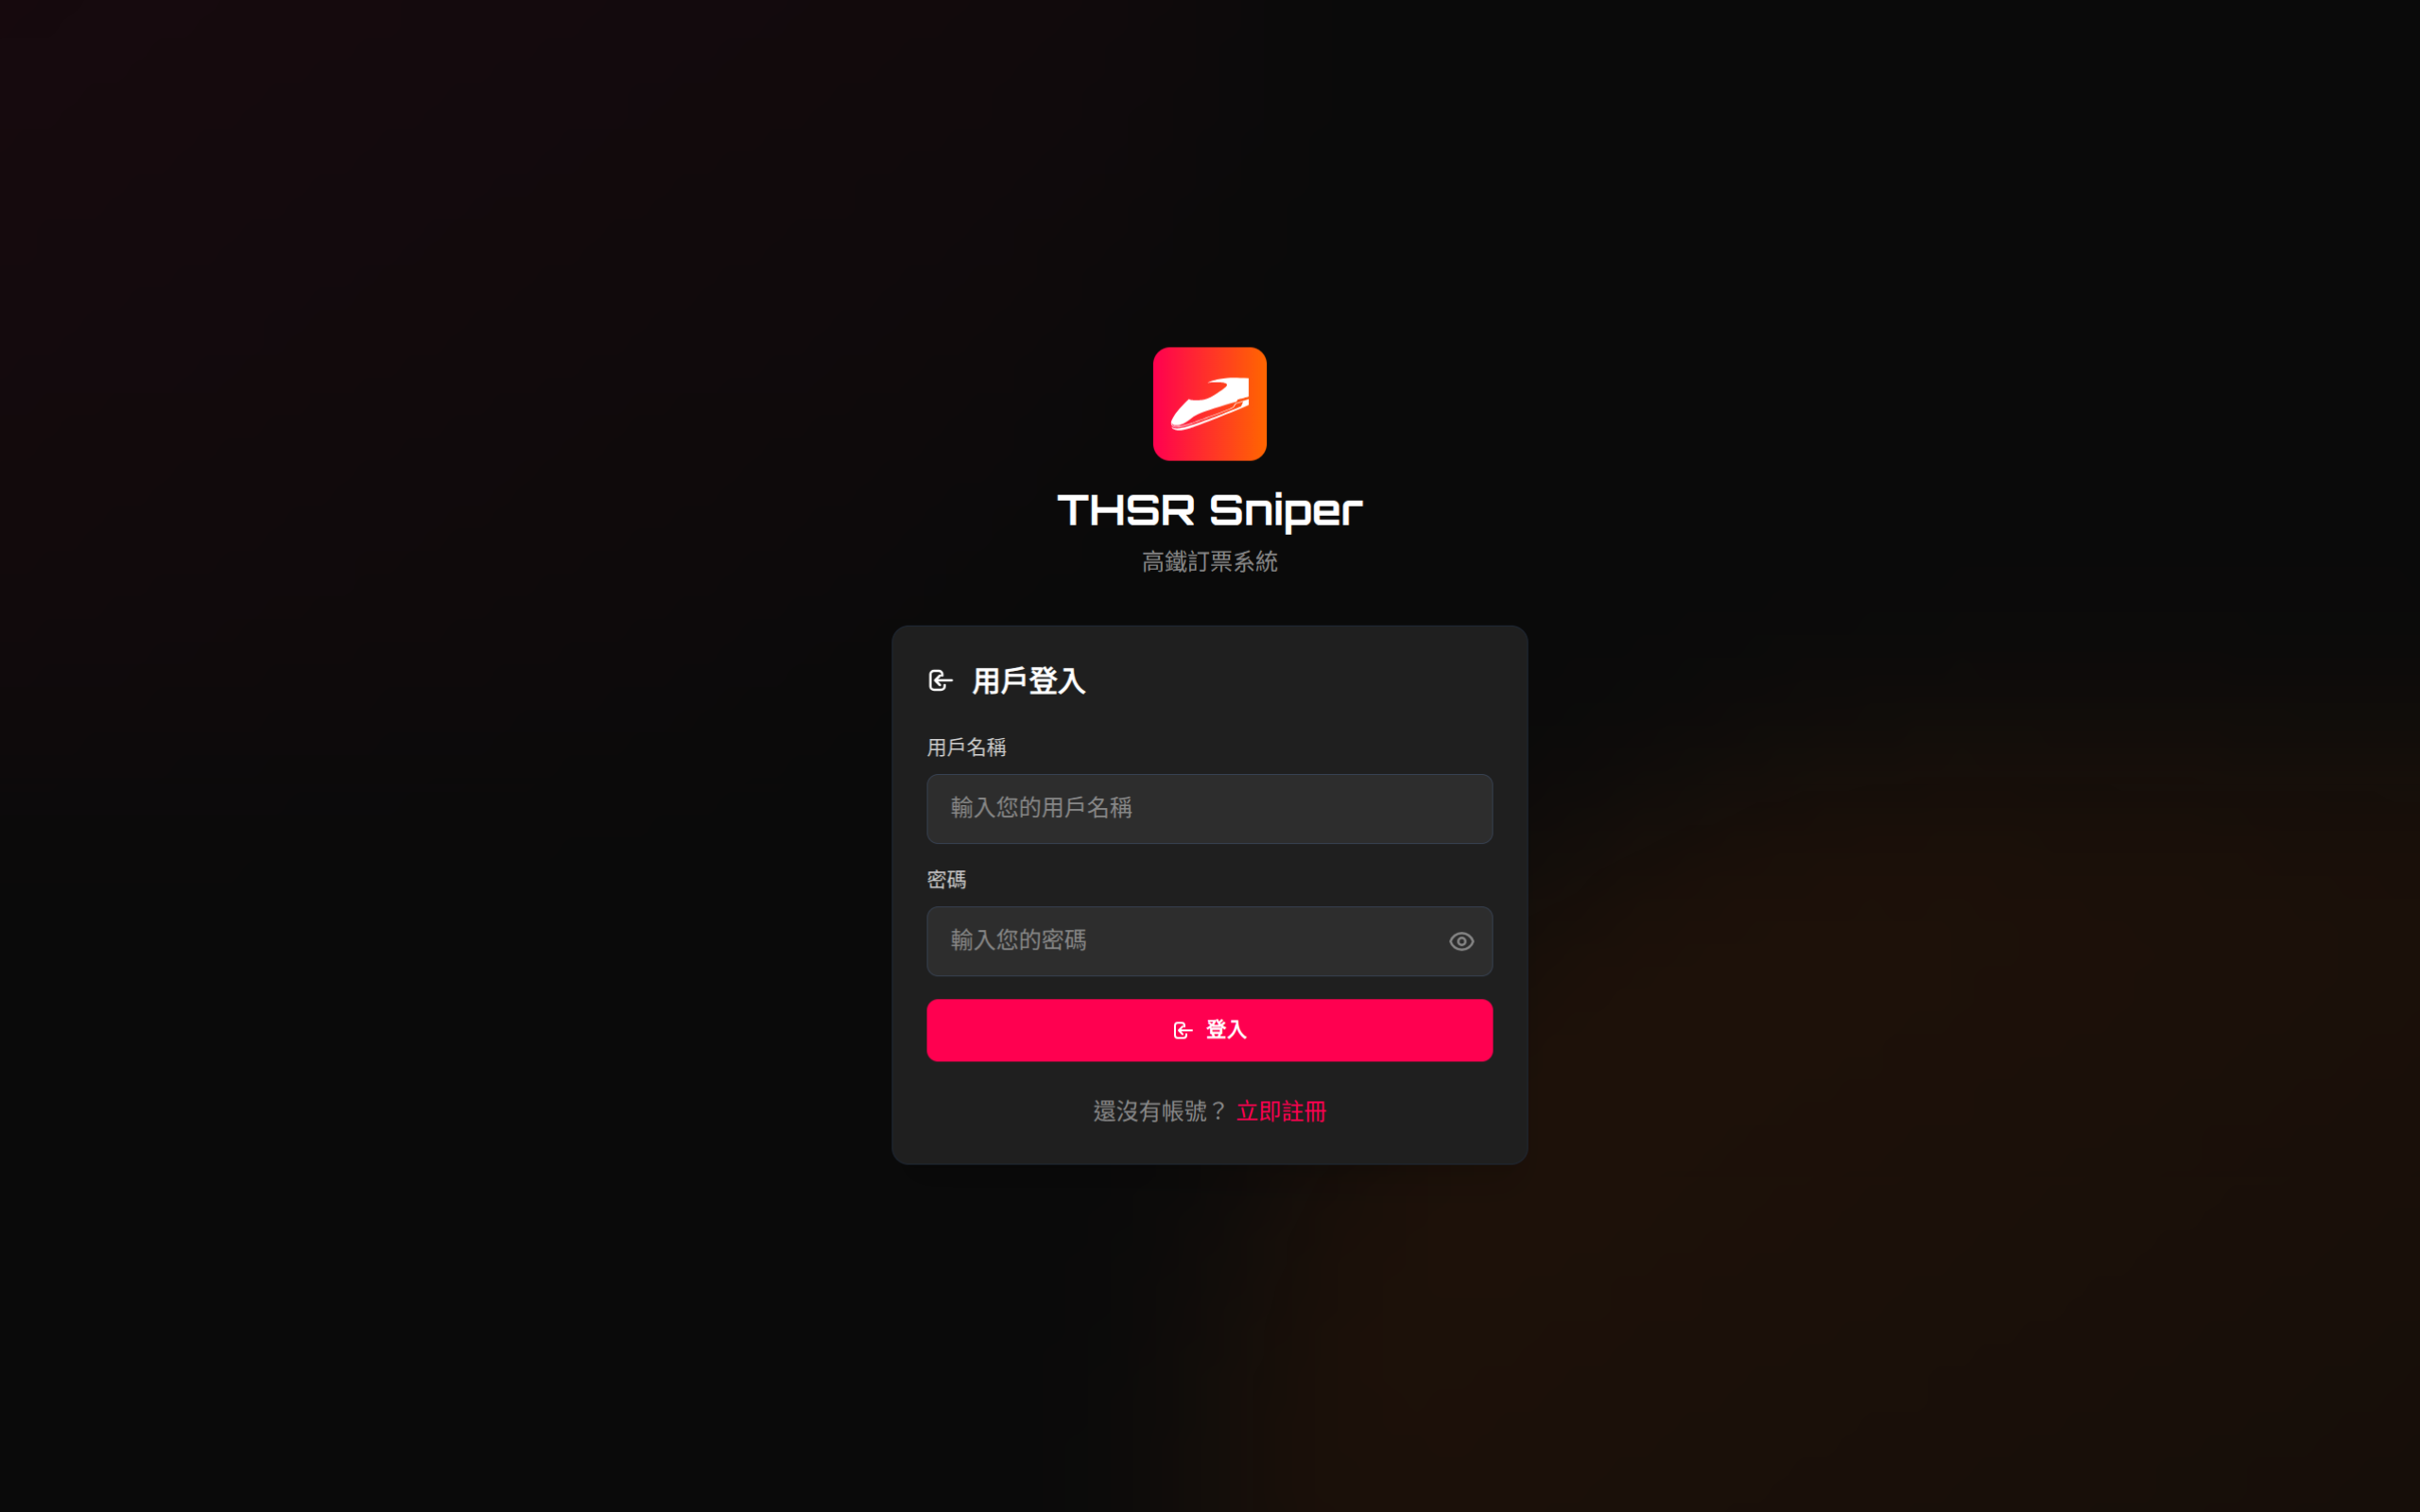 THSR Sniper
高鐵訂票系統
用戶登入
用戶名稱
輸入您的用戶名稱
密碼
輸入您的密碼
登入
還沒有帳號？ 立即註冊